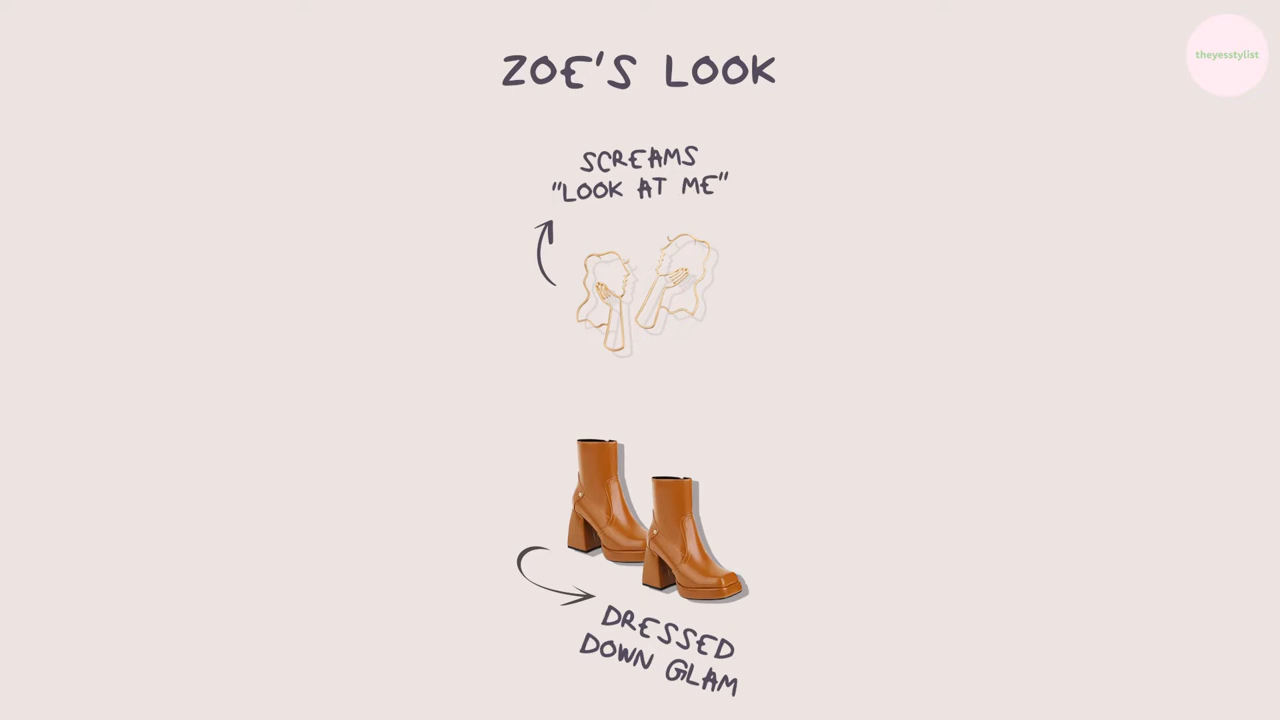 ZOE'S LOOK
theyesstylist
SCREAMS
"LOOK AT ME"
DRESSED
DOWN GLAM